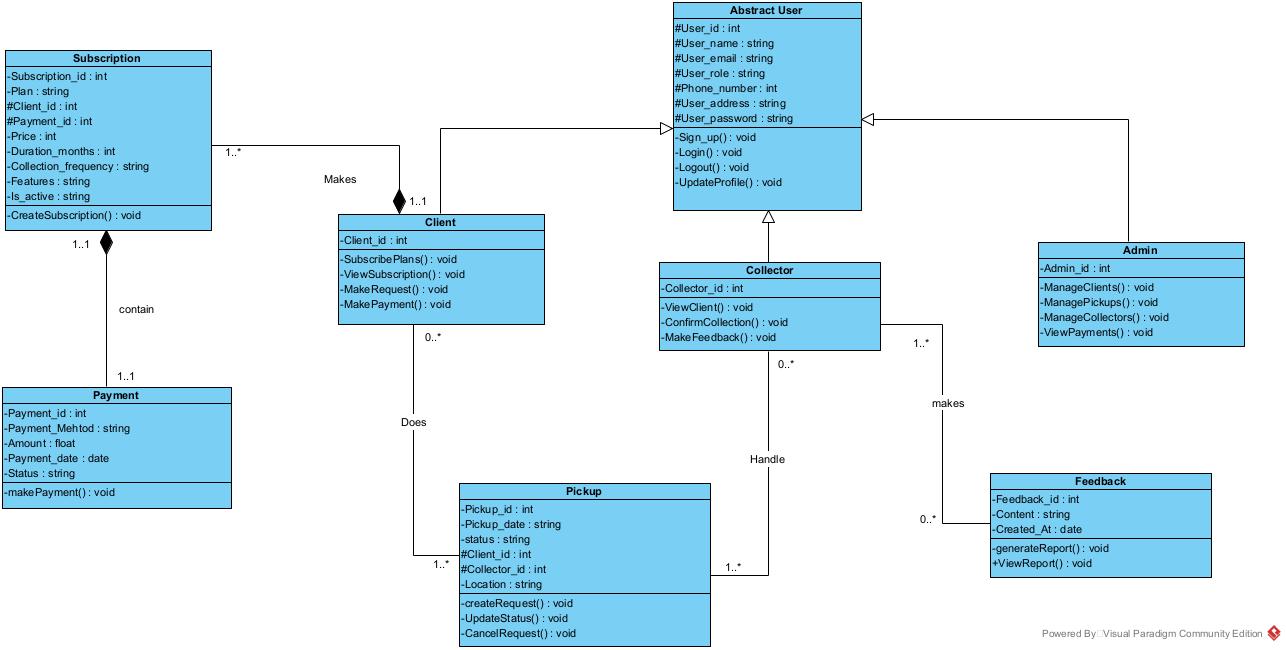 Abstract User
#User_id : int
#User_name : string
#User_email : string
#User_role : string
#Phone_number : int
#User_address : string
#User_password : string
-Sign_up() : void
-Login() : void
-Logout() : void
-UpdateProfile() : void
Subscription
-Subscription_id : int
-Plan : string
#Client_id : int
#Payment_id : int
-Price : int
-Duration_months : int
-Collection_frequency : string
-Features : string
-Is_active : string
-CreateSubscription() : void
1..*
Makes
1..1
Client
-Client_id : int
-SubscribePlans() : void
-ViewSubscription() : void
-MakeRequest() : void
-MakePayment() : void
Collector
-Collector_id : int
-ViewClient() : void
-ConfirmCollection() : void
-MakeFeedback() : void
Admin
-Admin_id : int
-ManageClients() : void
-ManagePickups() : void
-ManageCollectors() : void
-ViewPayments() : void
1..1
contain
1..1
0..*
Does
1..*
0..*
Handle
1..*
1..*
makes
0..*
Payment
-Payment_id : int
-Payment_Mehtod : string
-Amount : float
-Payment_date : date
-Status : string
-makePayment() : void
Pickup
-Pickup_id : int
-Pickup_date : string
-status : string
#Client_id : int
#Collector_id : int
-Location : string
-createRequest() : void
-UpdateStatus() : void
-CancelRequest() : void
Feedback
-Feedback_id : int
-Content : string
-Created_At : date
-generateReport() : void
+ViewReport() : void
Powered By Visual Paradigm Community Edition